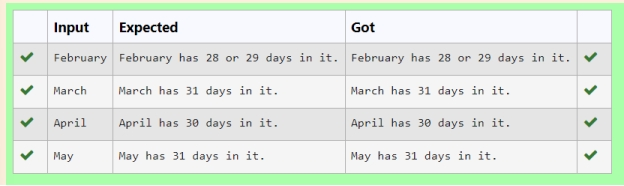 Input Expected Got
February February has 28 or 29 days in it. February has 28 or 29 days in it.
March March has 31 days in it. March has 31 days in it.
April April has 30 days in it. April has 30 days in it.
May May has 31 days in it. May has 31 days in it.